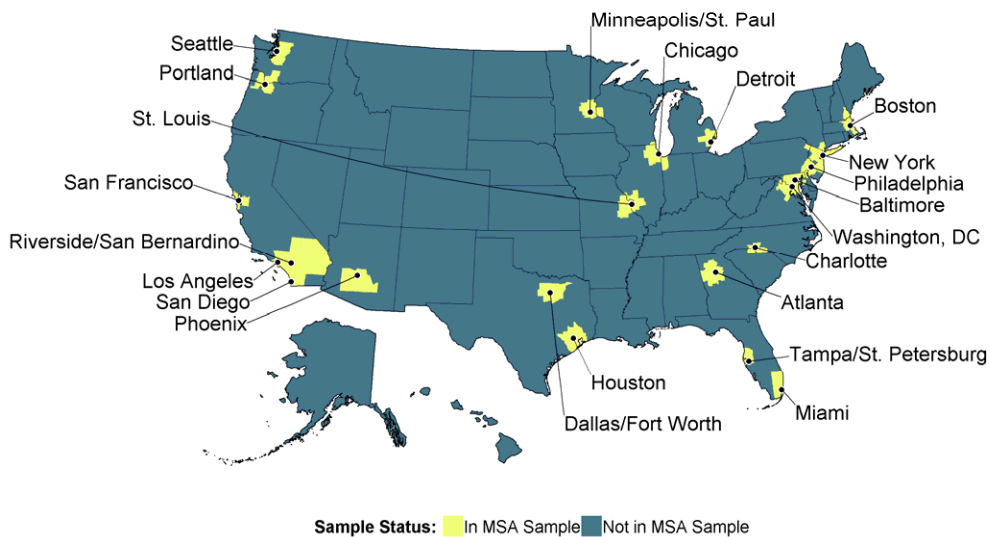 Minneapolis/St. Paul
Seattle
Chicago
Portland
Detroit
Boston
St. Louis
New York
San Francisco
Philadelphia
Baltimore
Riverside/San Bernardino
Washington, DC
Charlotte
Los Angeles
San Diego
Atlanta
Phoenix
Tampa/St. Petersburg
Houston
Miami
Dallas/Fort Worth
Sample Status: In MSA Sample Not in MSA Sample